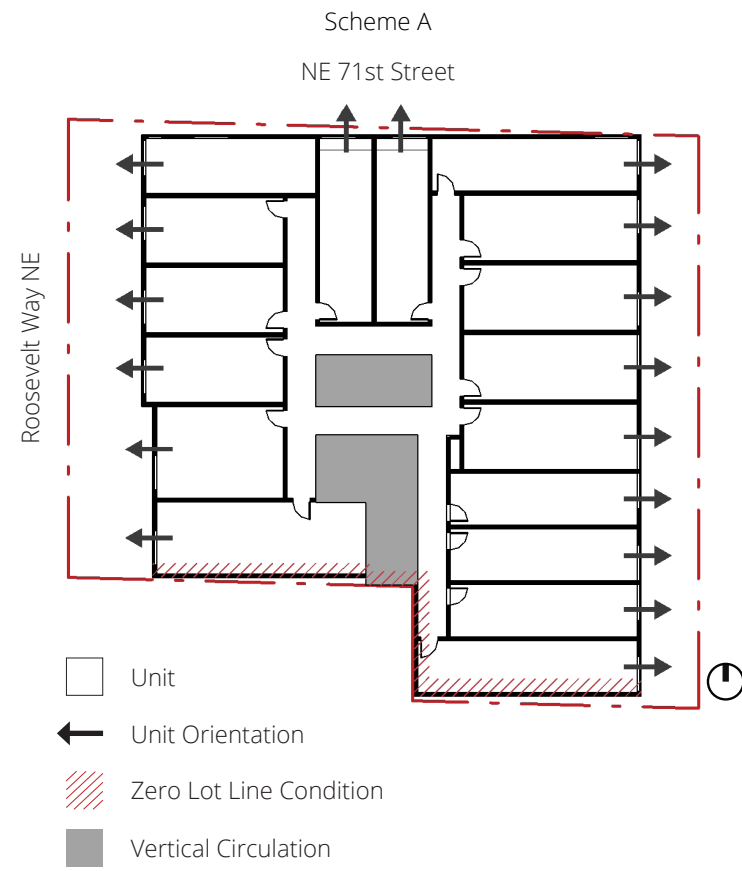 Scheme A
NE 71st Street
Roosevelt Way NE
Unit
Unit Orientation
Zero Lot Line Condition
Vertical Circulation